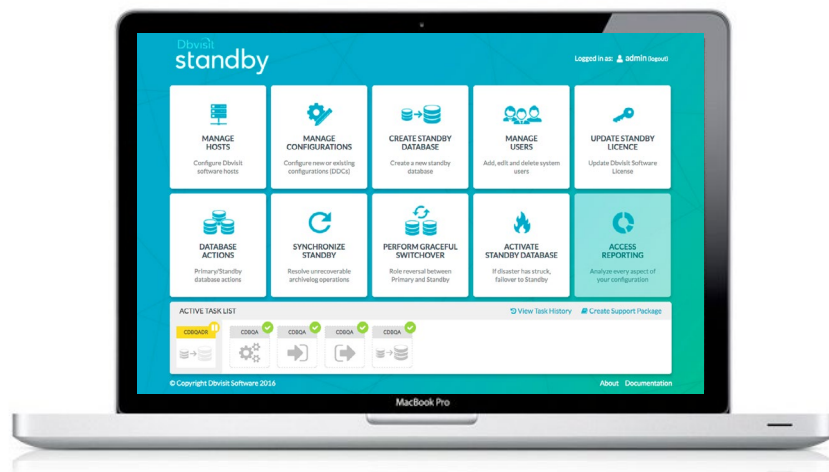 Dbvisit
standby
Logged in as: admin (logout)
MANAGE
HOSTS
Configure Dbvisit
software hosts
MANAGE
CONFIGURATIONS
Configure new or existing
configurations (DDCs)
CREATE STANDBY
DATABASE
Create a new standby
database
MANAGE
USERS
Add, edit and delete system
users
UPDATE STANDBY
LICENCE
Update Dbvisit Software
License
DATABASE
ACTIONS
Primary/Standby
database actions
SYNCHRONIZE
STANDBY
Resolve unrecoverable
archivelog operations
PERFORM GRACEFUL
SWITCHOVER
Role reversal between
Primary and Standby
ACTIVATE
STANDBY DATABASE
If disaster has struck,
failover to Standby
ACCESS
REPORTING
Analyze every aspect of
your configuration
ACTIVE TASK LIST
View Task History
Create Support Package
CDBQADR
CDBQA
CDBQA
CDBQA
CDBQA
© Copyright Dbvisit Software 2016
About Documentation
MacBook Pro